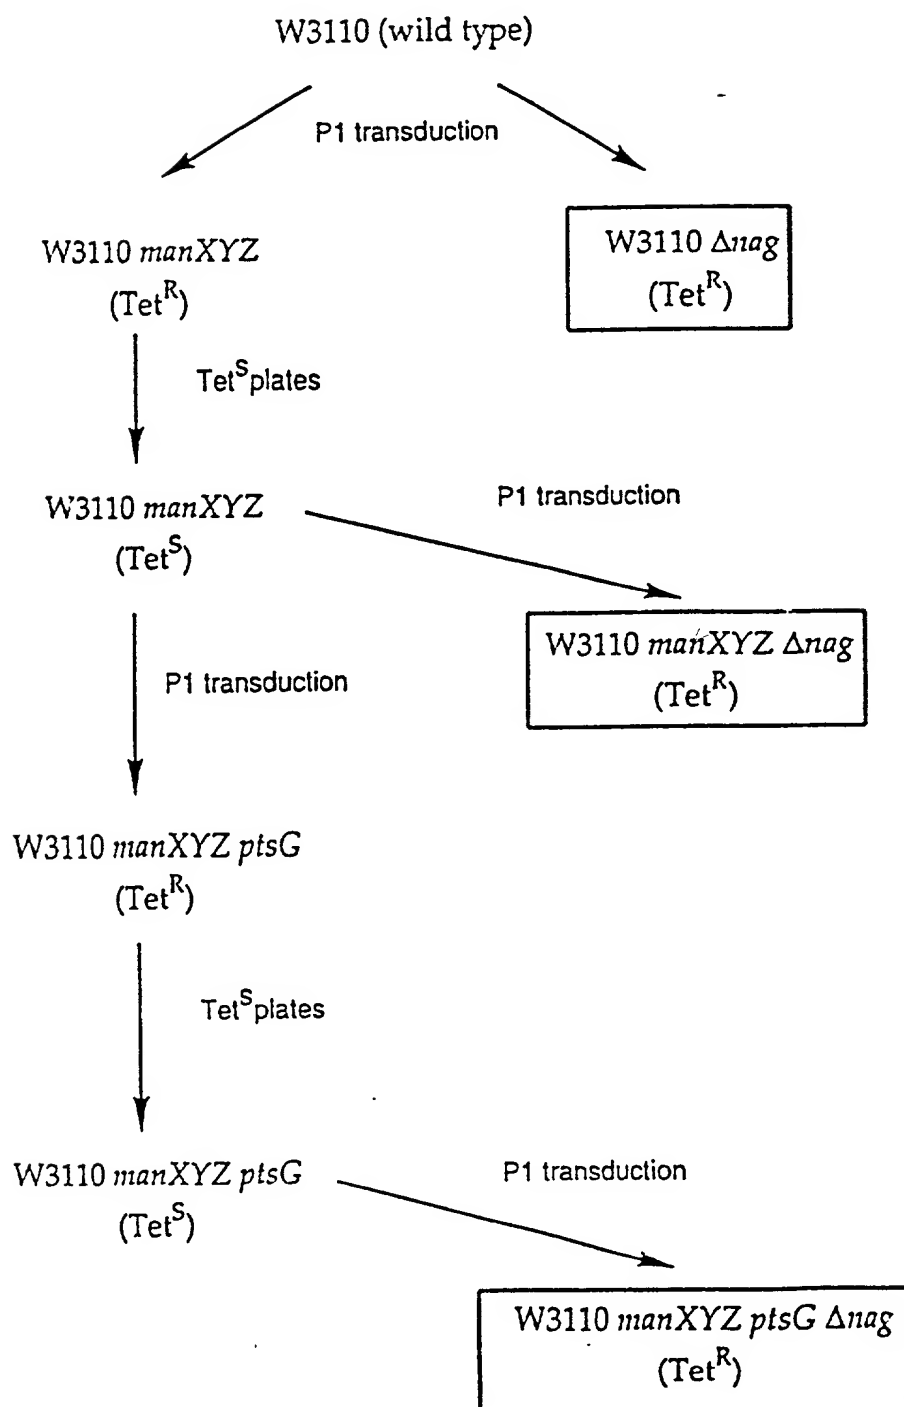 W3110 (wild type)
P1 transduction
W3110 manXYZ
(Tet^R)
W3110 Δnag
(Tet^R)
Tet^S plates
W3110 manXYZ
(Tet^S)
P1 transduction
W3110 manXYZ Δnag
(Tet^R)
P1 transduction
W3110 manXYZ ptsG
(Tet^R)
Tet^S plates
W3110 manXYZ ptsG
(Tet^S)
P1 transduction
W3110 manXYZ ptsG Δnag
(Tet^R)